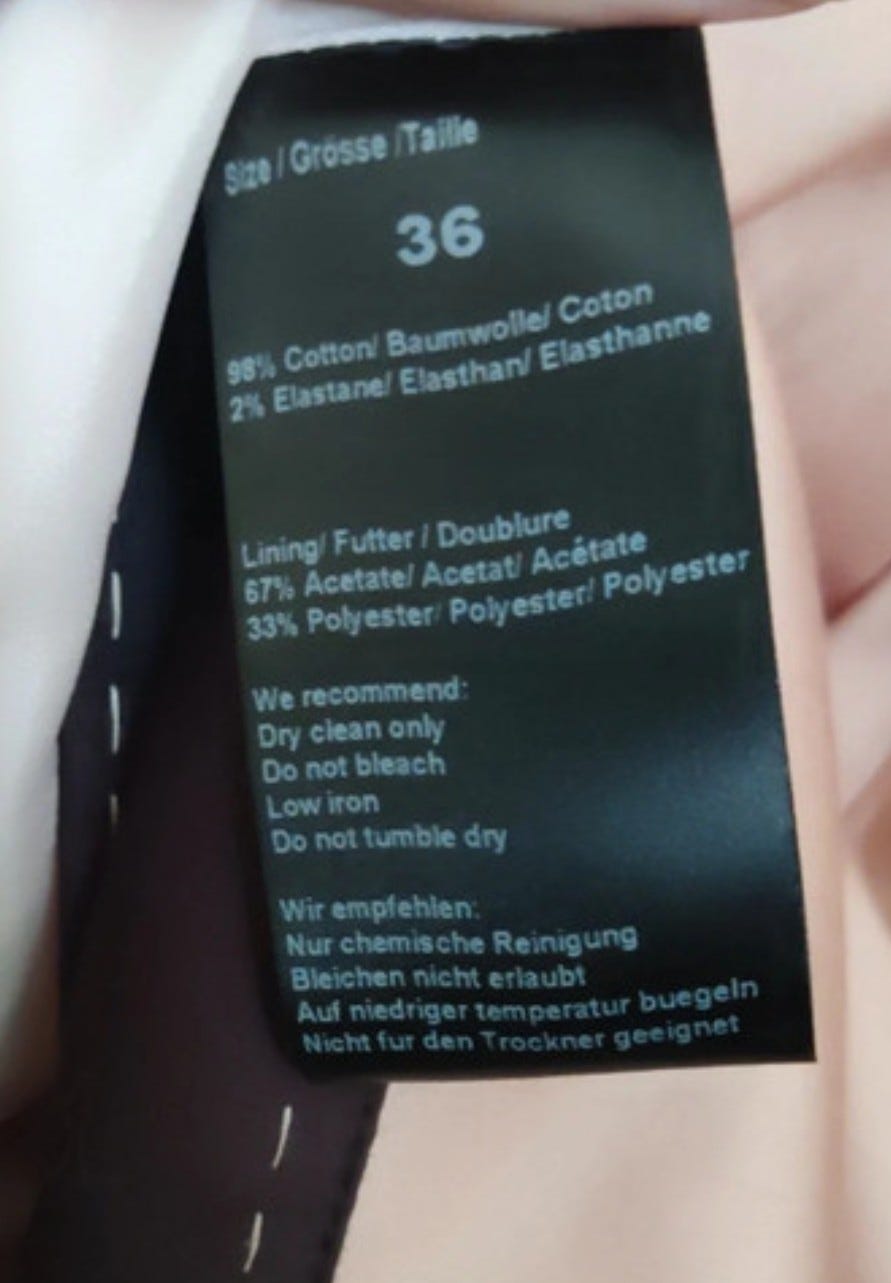 Size / Grösse /Taille
36
98% Cotton/ Baumwolle/ Coton
2% Elastane/ Elasthan/ Elasthanne
Lining/ Futter / Doublure
67% Acetate/ Acetat/ Acétate
33% Polyester/ Polyester/ Polyester
We recommend:
Dry clean only
Do not bleach
Low iron
Do not tumble dry
Wir empfehlen:
Nur chemische Reinigung
Bleichen nicht erlaubt
Auf niedriger temperatur buegeln
Nicht fur den Trockner geeignet